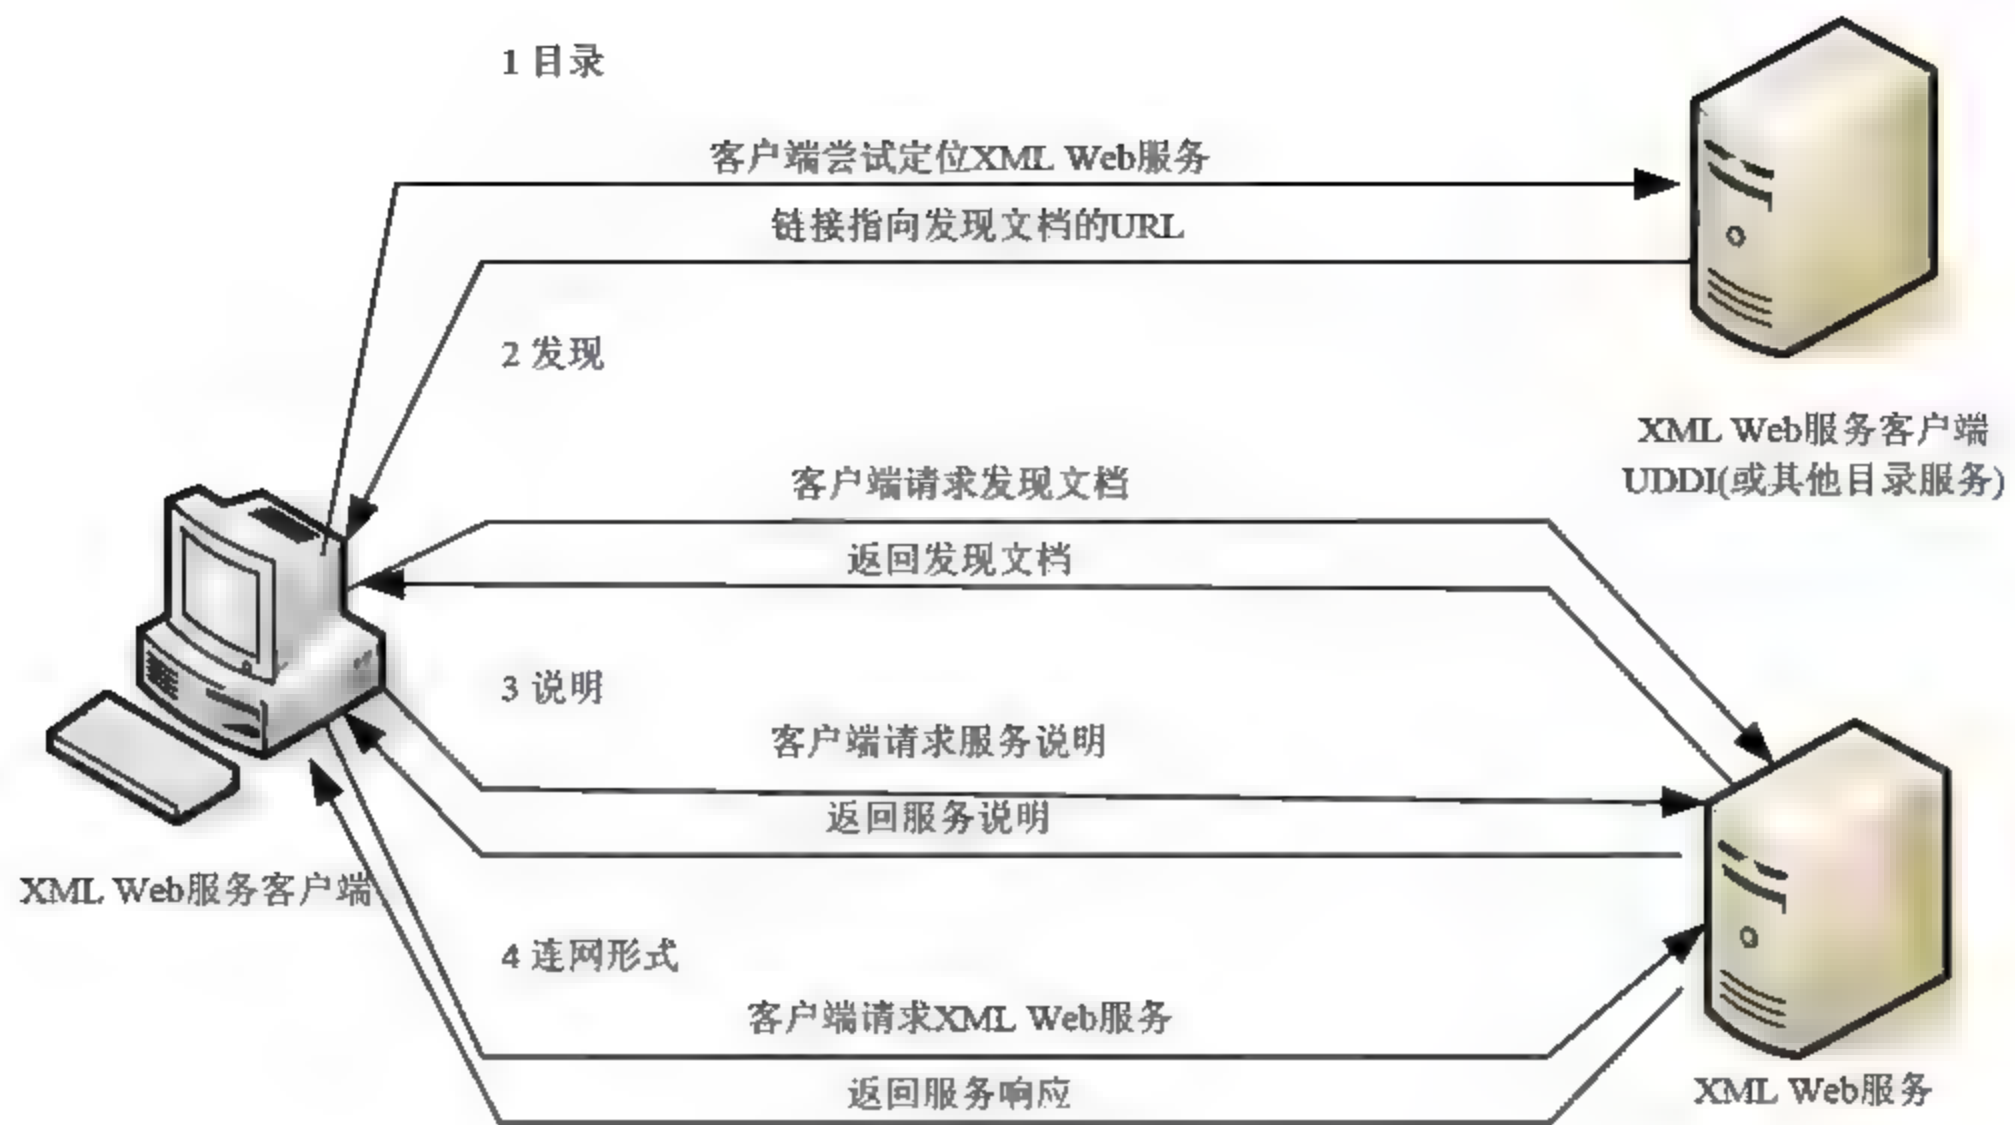 1 目录
客户端尝试定位XML Web服务
链接指向发现文档的URL
2 发现
XML Web服务客户端
UDDI(或其他目录服务)
客户端请求发现文档
返回发现文档
3 说明
客户端请求服务说明
返回服务说明
XML Web服务客户端
4 连网形式
客户端请求XML Web服务
返回服务响应
XML Web服务